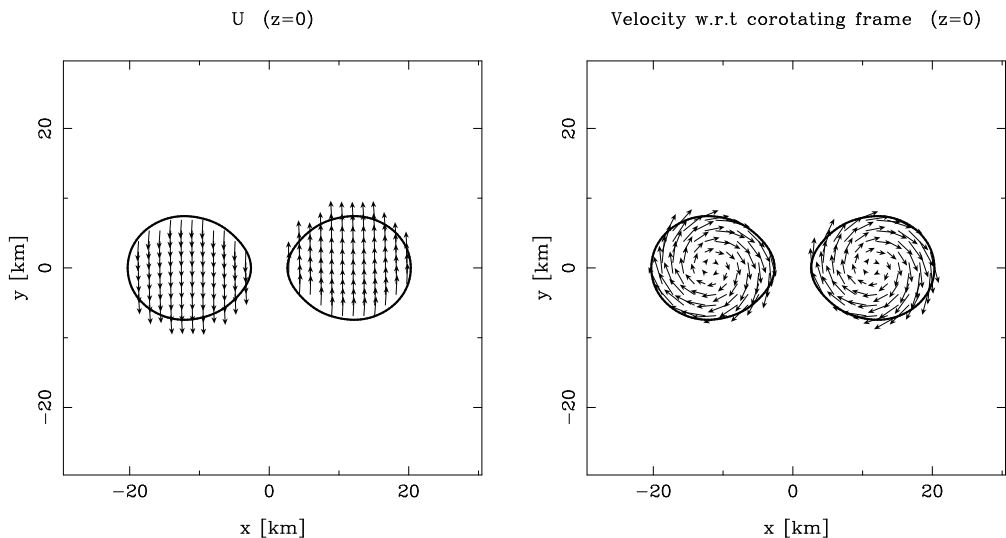 U (z=0)
y [km]
20
0
−20
−20 0 20
x [km]
Velocity w.r.t corotating frame (z=0)
y [km]
20
0
−20
−20 0 20
x [km]